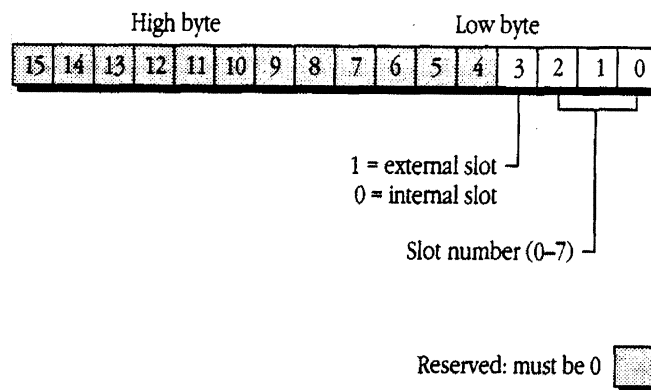 High byte Low byte
15 14 13 12 11 10 9 8 7 6 5 4 3 2 1 0
1 = external slot
0 = internal slot
Slot number (0–7)
Reserved: must be 0